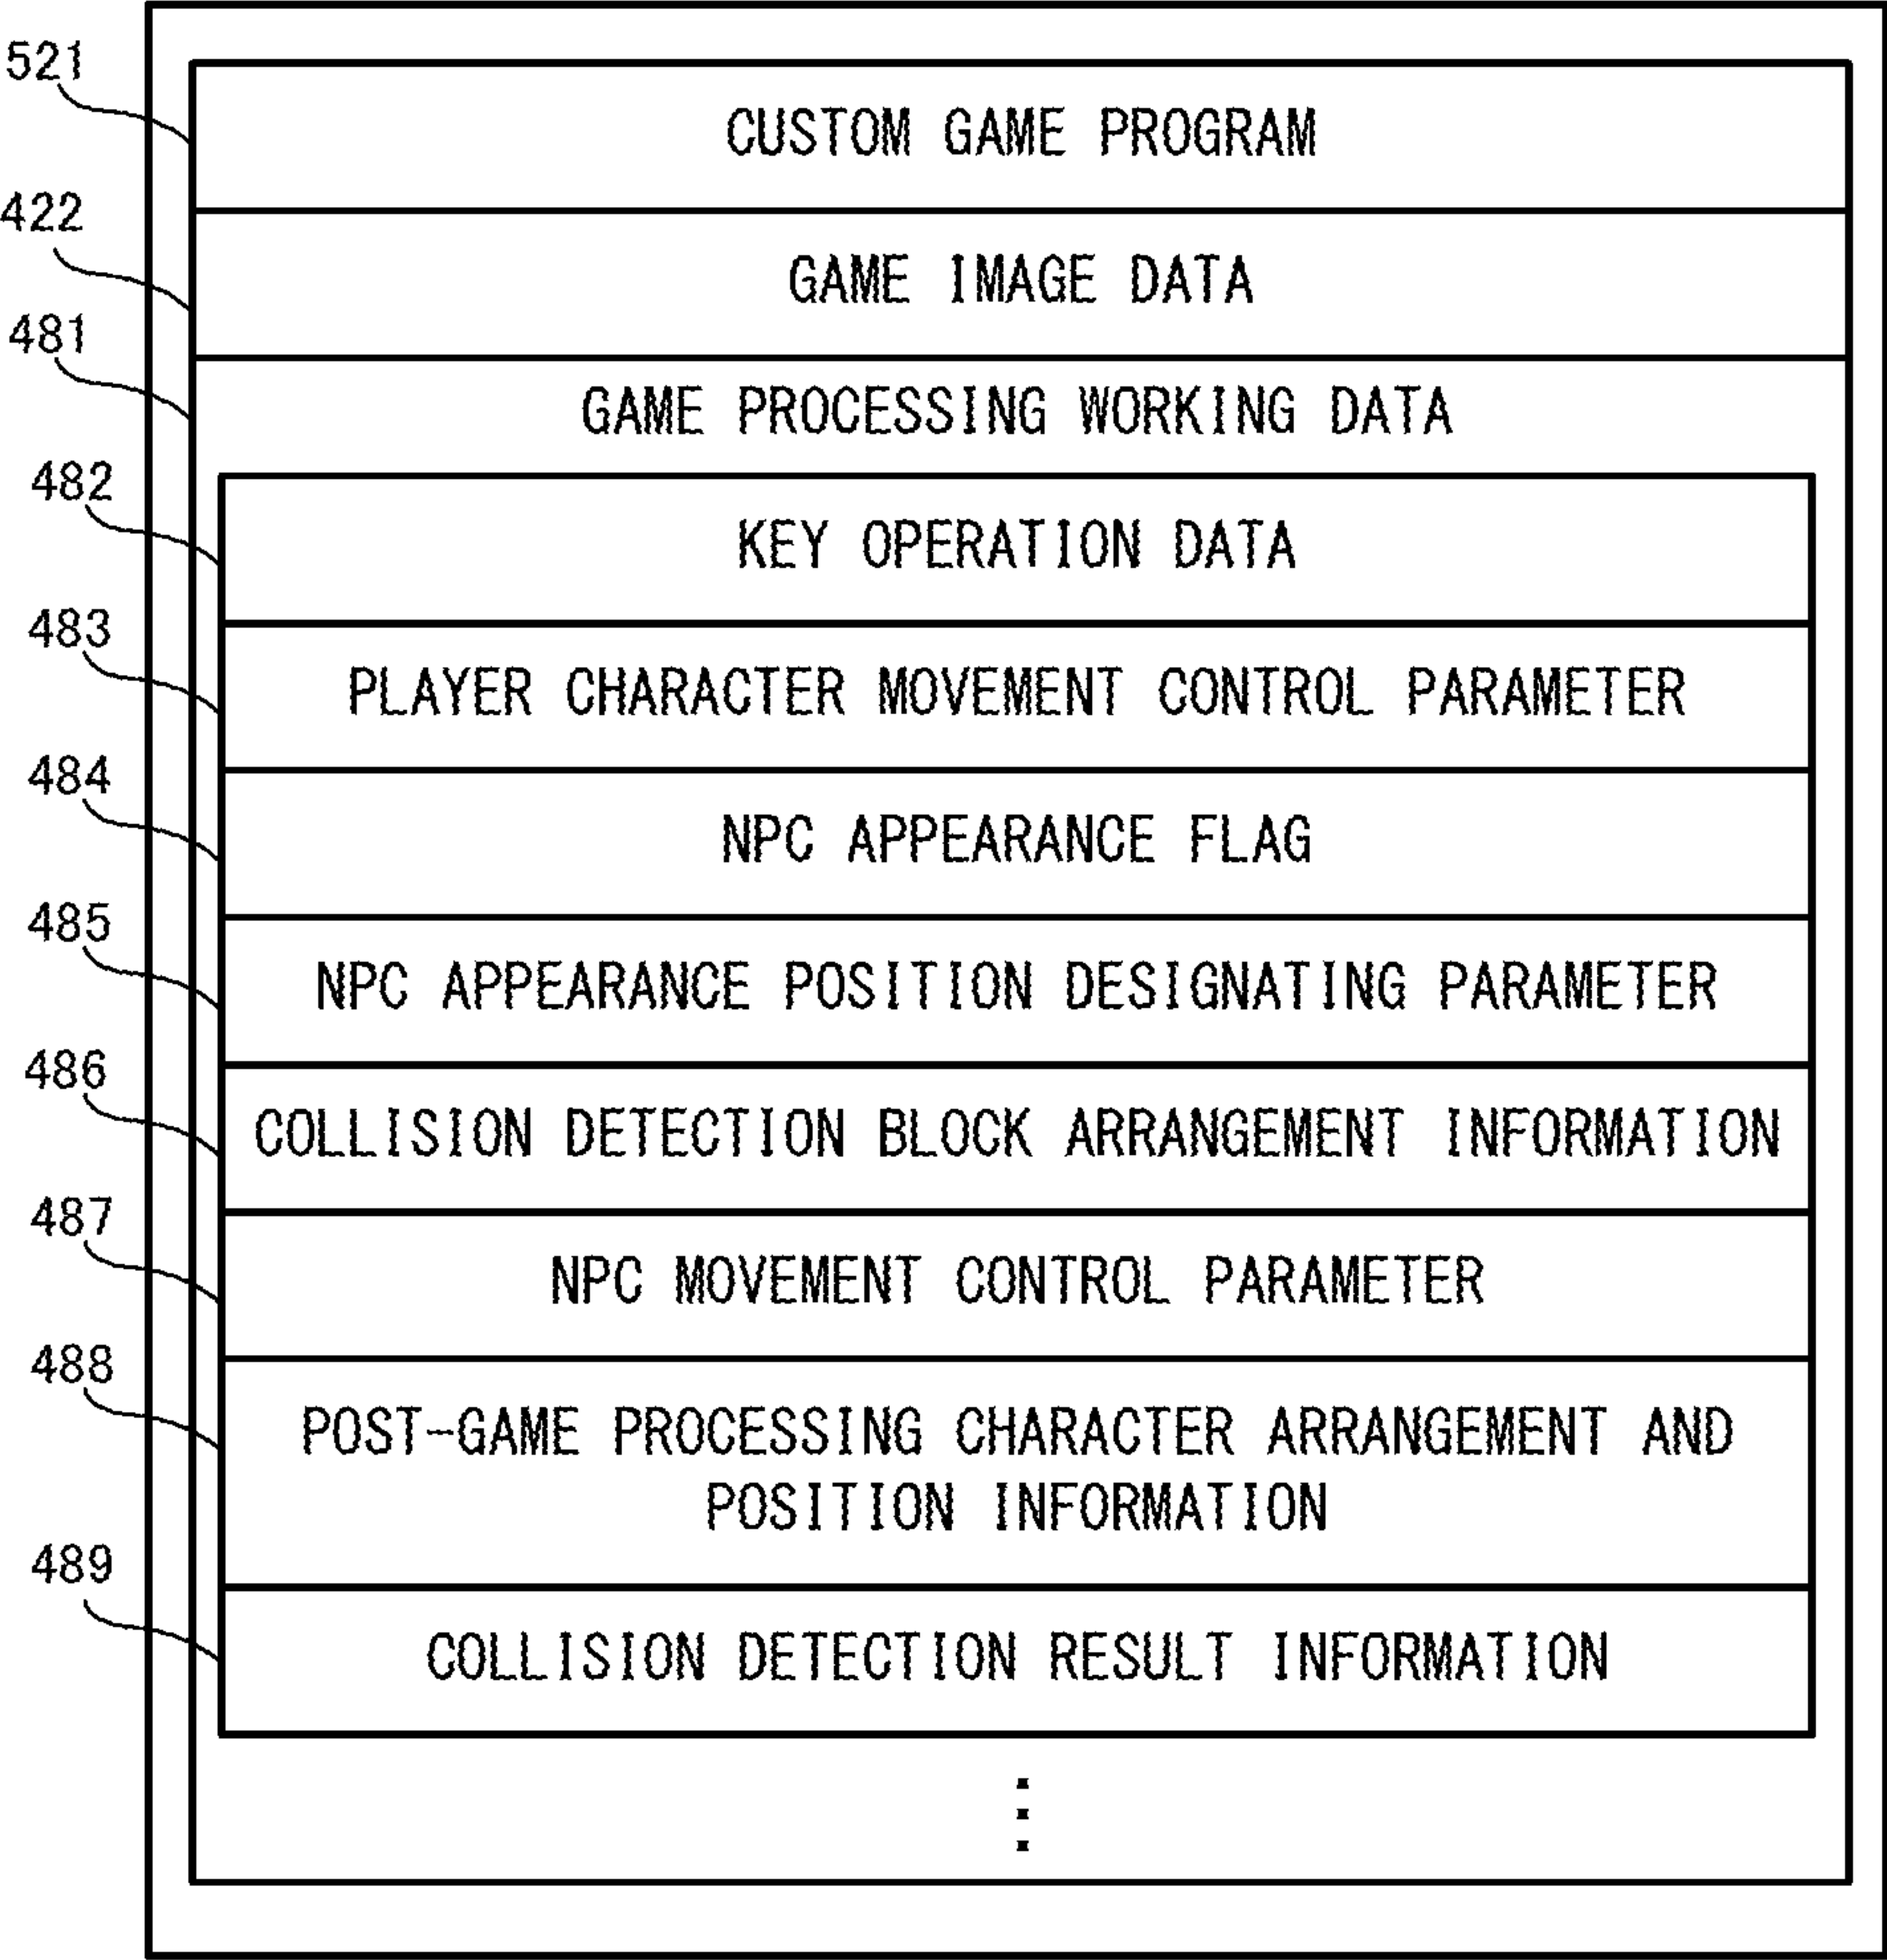 521
CUSTOM GAME PROGRAM
422
GAME IMAGE DATA
481
GAME PROCESSING WORKING DATA
482
KEY OPERATION DATA
483
PLAYER CHARACTER MOVEMENT CONTROL PARAMETER
484
NPC APPEARANCE FLAG
485
NPC APPEARANCE POSITION DESIGNATING PARAMETER
486
COLLISION DETECTION BLOCK ARRANGEMENT INFORMATION
487
NPC MOVEMENT CONTROL PARAMETER
488
POST-GAME PROCESSING CHARACTER ARRANGEMENT AND
POSITION INFORMATION
489
COLLISION DETECTION RESULT INFORMATION